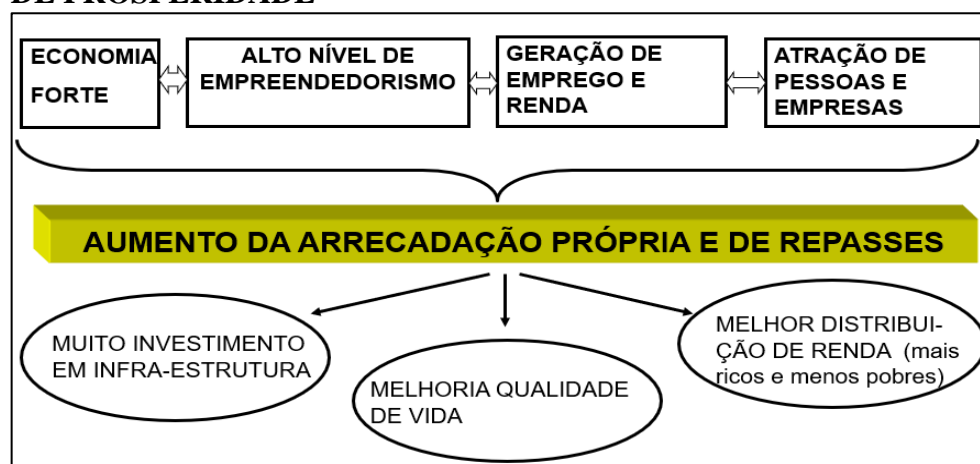 DE PROSPERIDADE
ECONOMIA
FORTE
ALTO NÍVEL DE
EMPREENDEDORISMO
GERAÇÃO DE
EMPREGO E
RENDA
ATRAÇÃO DE
PESSOAS E
EMPRESAS
AUMENTO DA ARRECADAÇÃO PRÓPRIA E DE REPASSES
MUITO INVESTIMENTO
EM INFRA-ESTRUTURA
MELHORIA QUALIDADE
DE VIDA
MELHOR DISTRIBUI-
ÇÃO DE RENDA (mais
ricos e menos pobres)